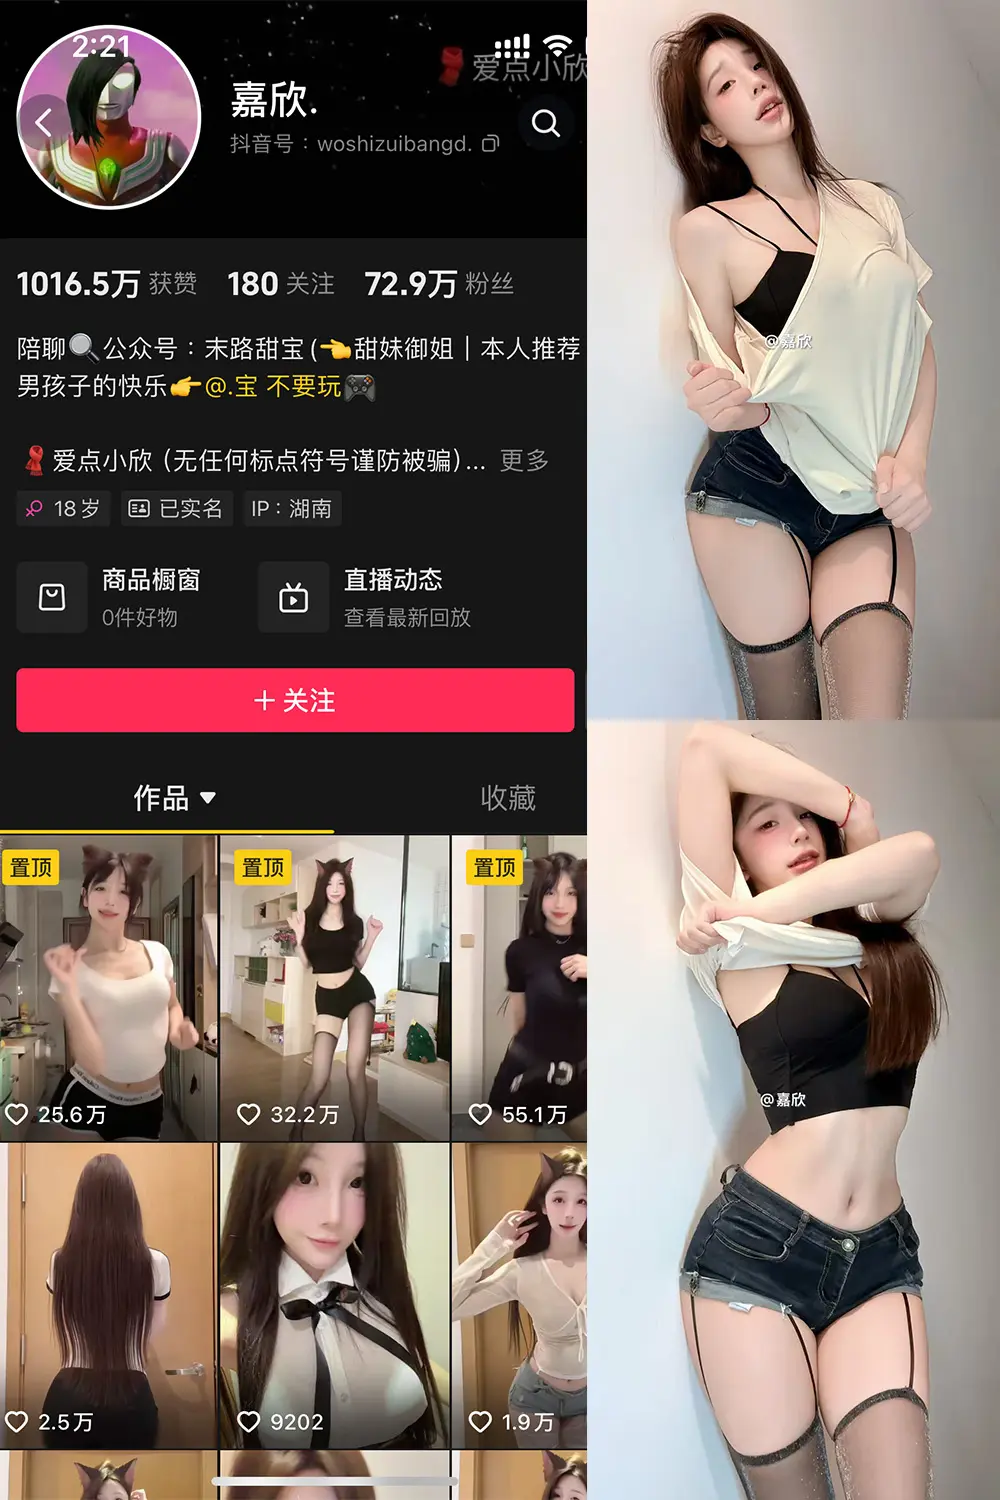 2:21
爱点小欣
嘉欣.
抖音号：woshizuibangd.
1016.5万 获赞 180 关注 72.9万 粉丝
陪聊🔍公众号：末路甜宝(👈甜妹御姐｜本人推荐
男孩子的快乐👉@.宝 不要玩🎮
🧣爱点小欣（无任何标点符号谨防被骗)... 更多
18岁 已实名 IP：湖南
商品橱窗 直播动态
0件好物 查看最新回放
+ 关注
作品 收藏
置顶 置顶 置顶
25.6万 32.2万 55.1万
2.5万 9202 1.9万
@嘉欣
@嘉欣